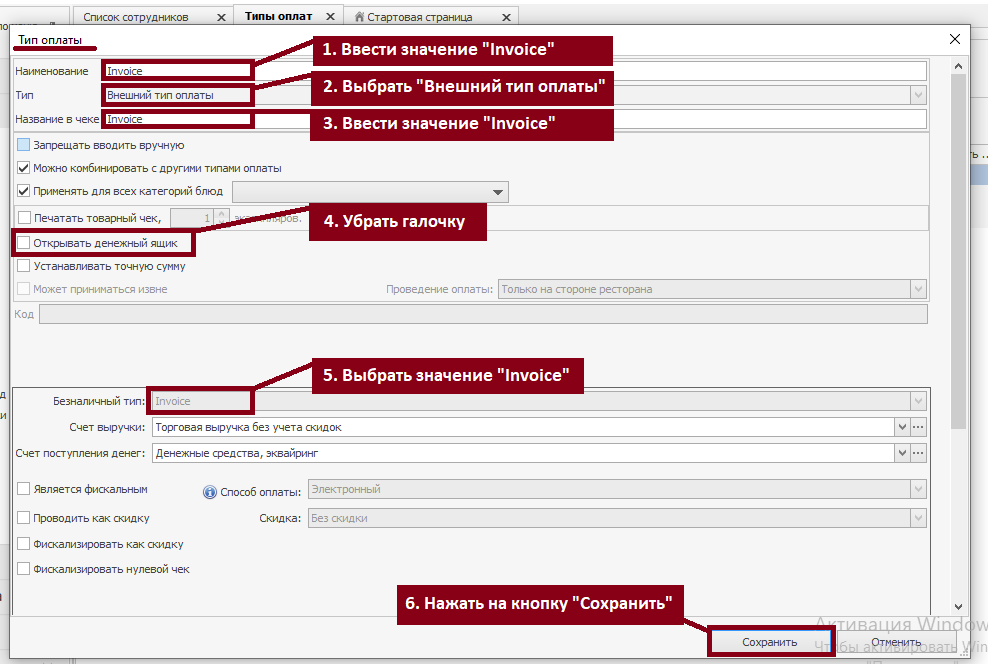 Список сотрудников
Типы оплат
Стартовая страница
Тип оплаты
1. Ввести значение "Invoice"
Наименование Invoice
2. Выбрать "Внешний тип оплаты"
Тип Внешний тип оплаты
Название в чеке Invoice
3. Ввести значение "Invoice"
Запрещать вводить вручную
Можно комбинировать с другими типами оплаты
Применять для всех категорий блюд
Печатать товарный чек, 1
4. Убрать галочку
Открывать денежный ящик
Устанавливать точную сумму
Может приниматься извне Проведение оплаты: Только на стороне ресторана
Код
5. Выбрать значение "Invoice"
Безналичный тип: Invoice
Счет выручки: Торговая выручка без учета скидок
Счет поступления денег: Денежные средства, эквайринг
Является фискальным Способ оплаты: Электронный
Проводить как скидку Скидка: Без скидки
Фискализировать как скидку
Фискализировать нулевой чек
6. Нажать на кнопку "Сохранить"
Активация Window
Сохранить Отменить